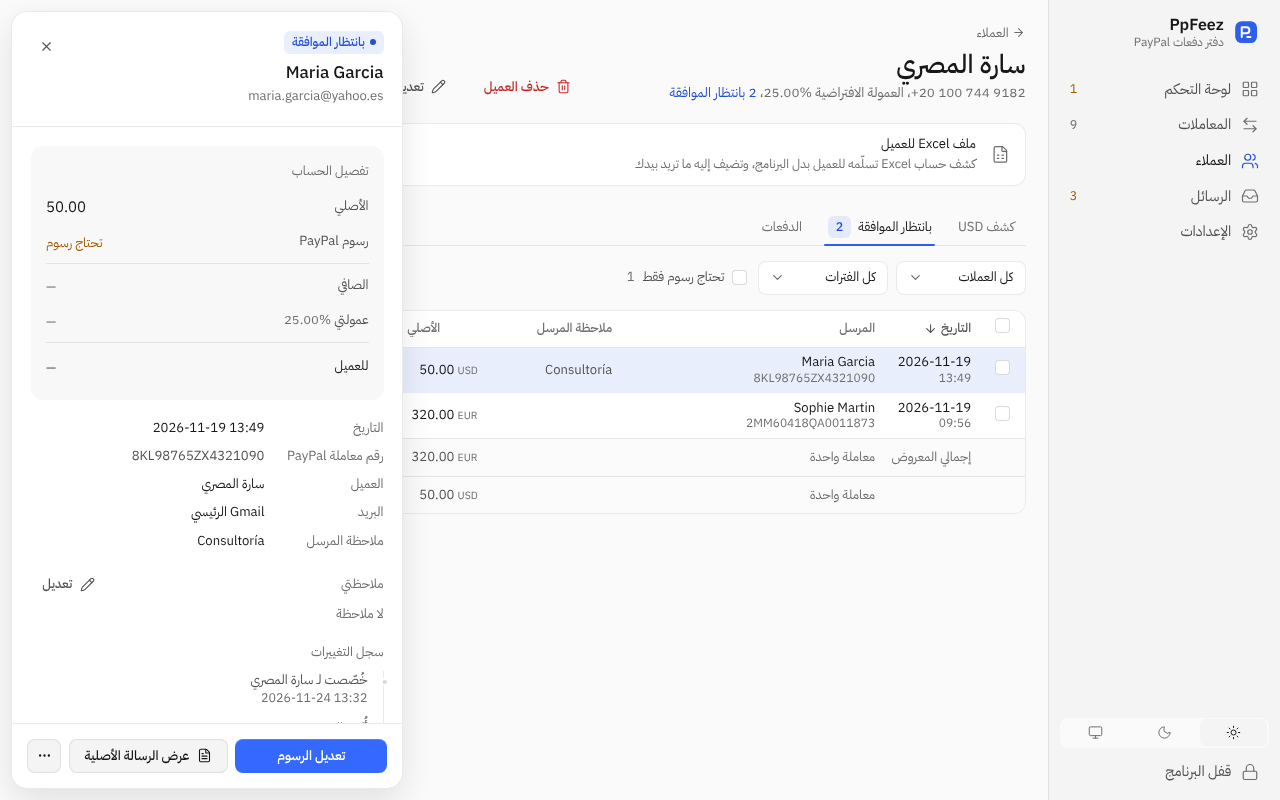 PpFeez
دفتر دفعات PayPal
لوحة التحكم 1
المعاملات 9
العملاء
الرسائل 3
الإعدادات
قفل البرنامج
العملاء
سارة المصري
+20 100 744 9182، العمولة الافتراضية %25.00، 2 بانتظار الموافقة
حذف العميل
ملف Excel للعميل
كشف حساب Excel تسلّمه للعميل بدل البرنامج، وتضيف إليه ما تريد بيدك
كشف USD
بانتظار الموافقة 2
الدفعات
كل العملات
كل الفترات
تحتاج رسوم فقط 1
التاريخ المرسل ملاحظة المرسل الأصلي
2026-11-19 Maria Garcia Consultoría 50.00 USD
13:49 8KL98765ZX4321090
2026-11-19 Sophie Martin 320.00 EUR
09:56 2MM60418QA0011873
إجمالي المعروض معاملة واحدة 320.00 EUR
معاملة واحدة 50.00 USD
بانتظار الموافقة
Maria Garcia
maria.garcia@yahoo.es
تفصيل الحساب
الأصلي 50.00
رسوم PayPal تحتاج رسوم
الصافي –
عمولتي %25.00 –
للعميل –
التاريخ 2026-11-19 13:49
رقم معاملة PayPal 8KL98765ZX4321090
العميل سارة المصري
البريد Gmail الرئيسي
ملاحظة المرسل Consultoría
ملاحظتي تعديل
لا ملاحظة
سجل التغييرات
خُصّصت لـ سارة المصري
2026-11-24 13:32
تعديل الرسوم
عرض الرسالة الأصلية